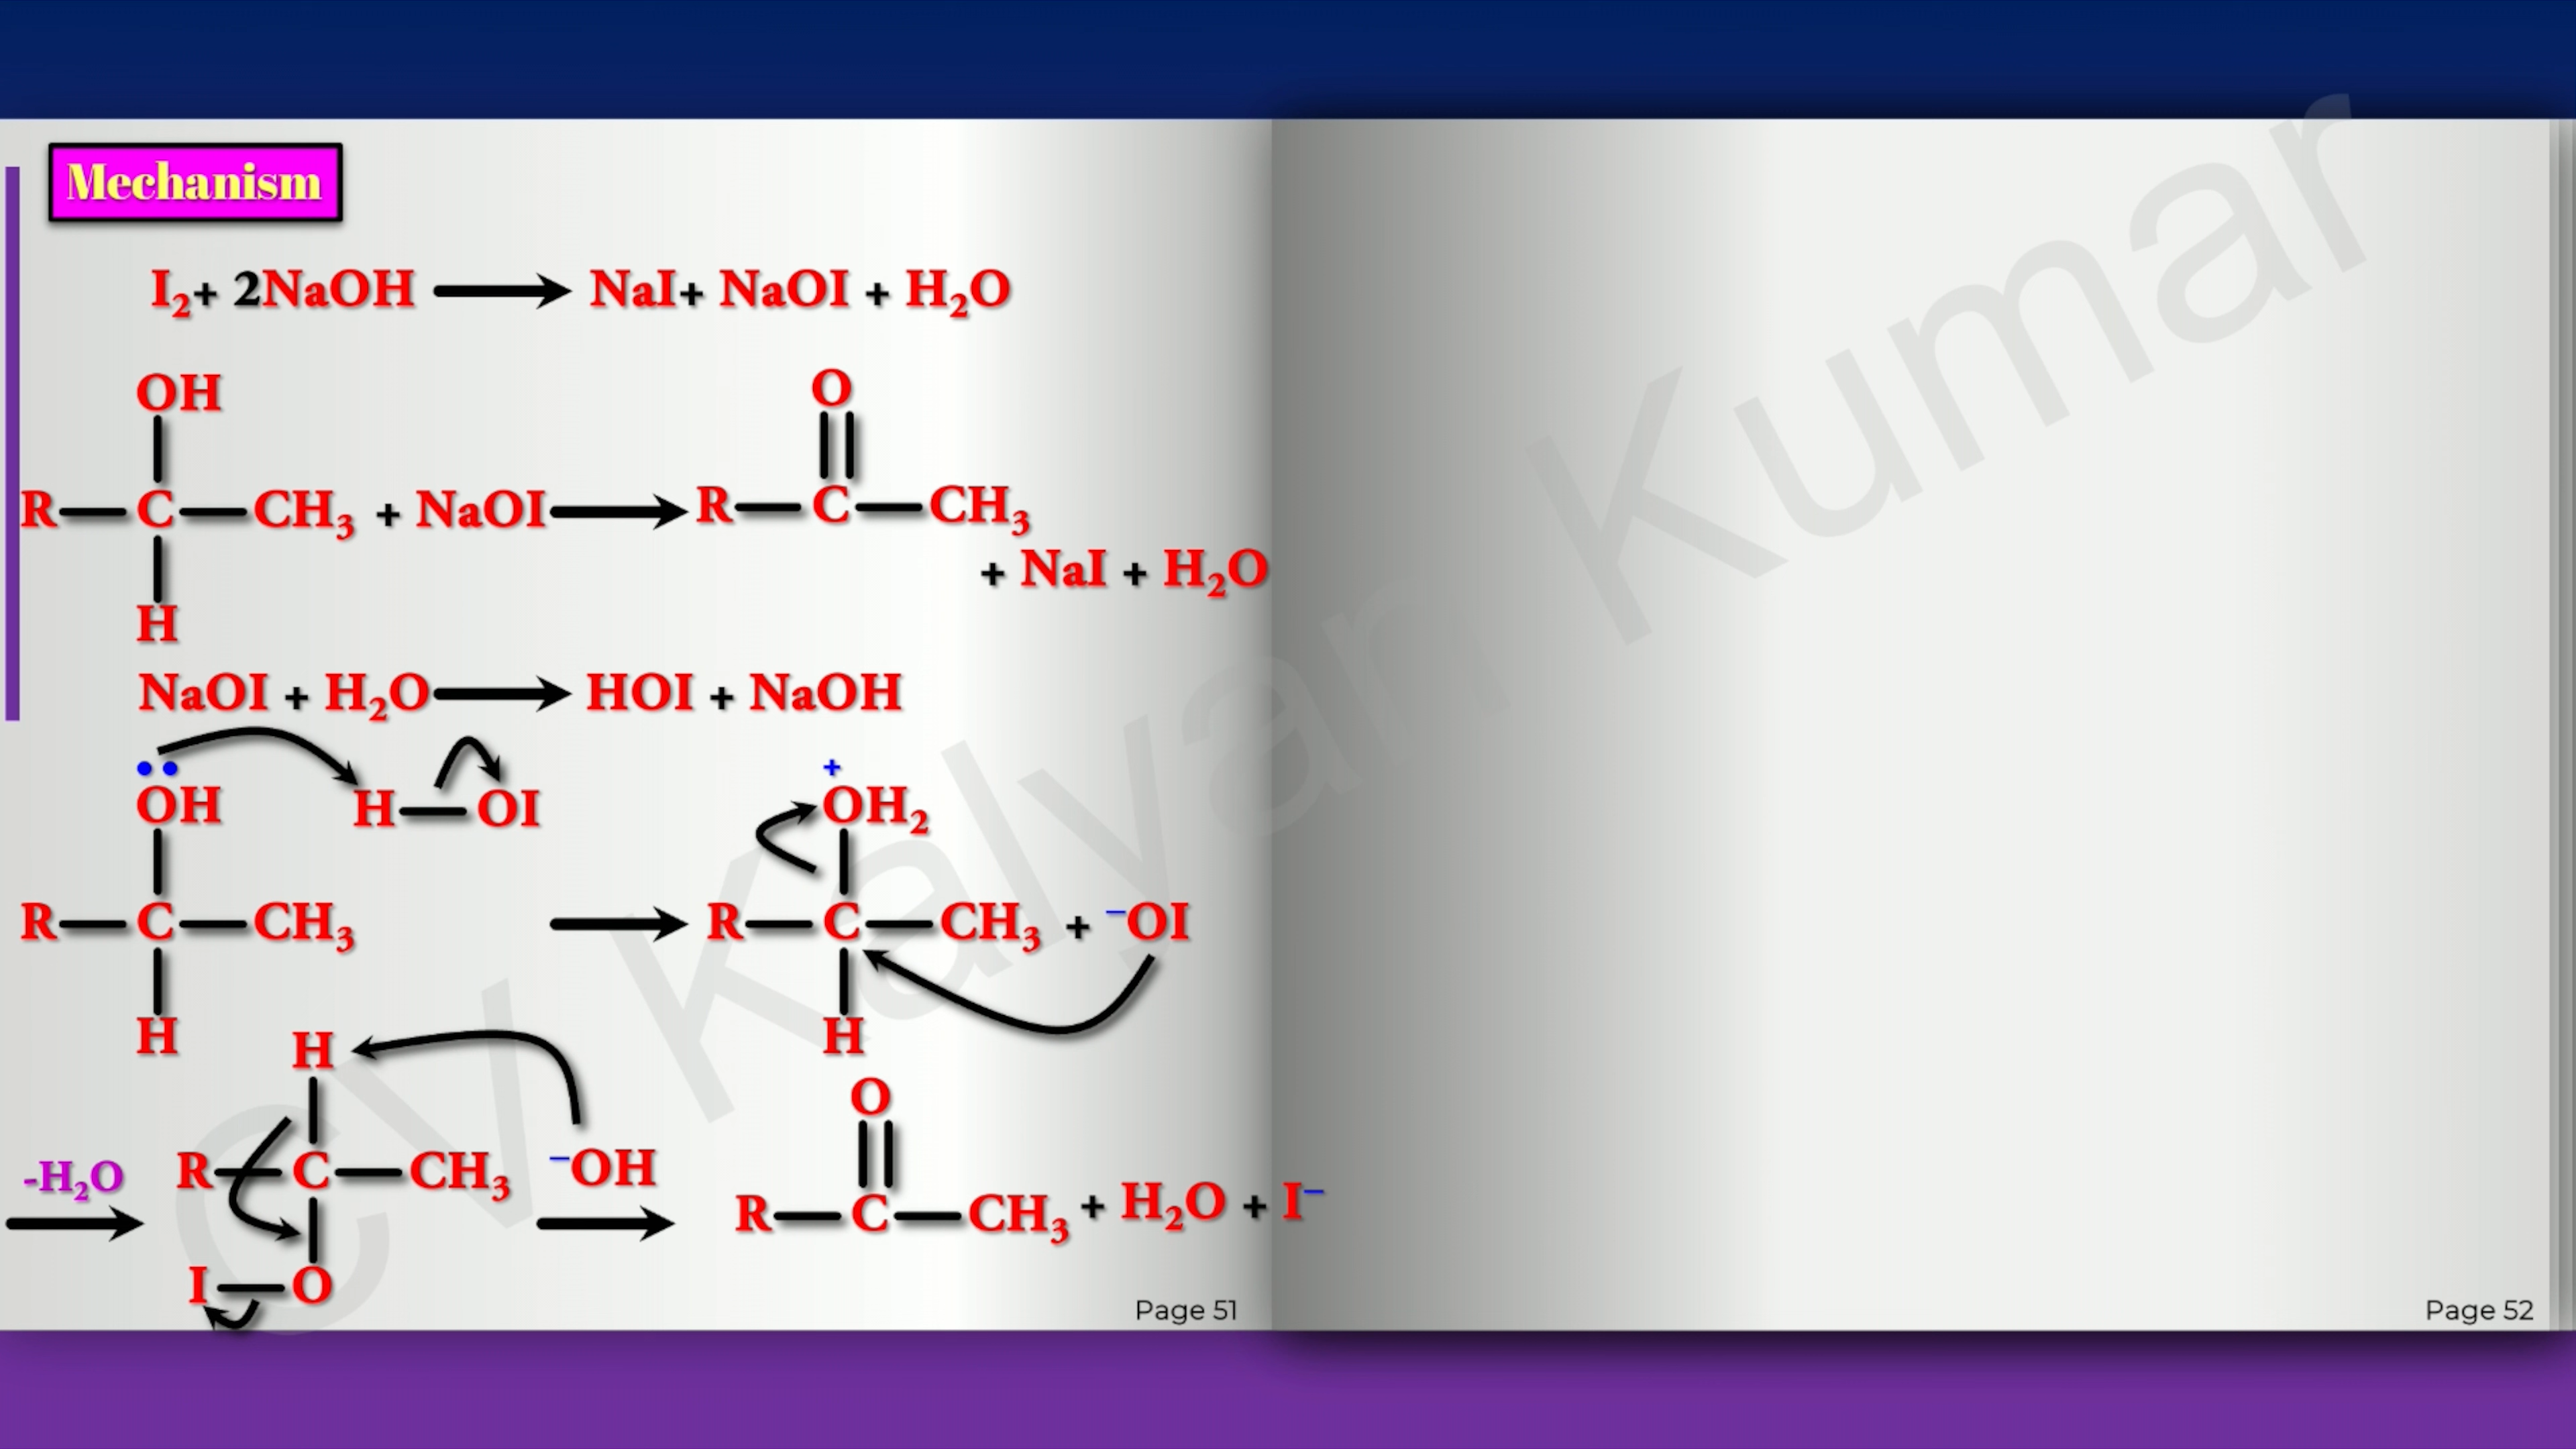 Mechanism
I₂+ 2NaOH ⟶ NaI+ NaOI + H₂O
OH
O
R—C—CH₃ + NaOI ⟶ R—C—CH₃
+ NaI + H₂O
H
NaOI + H₂O ⟶ HOI + NaOH
••
+
OH
H—OI
OH₂
R—C—CH₃ ⟶ R—C—CH₃ + ⁻OI
H
H
H
O
-H₂O
R—C—CH₃
⁻OH
R—C—CH₃ + H₂O + I⁻
I—O
Page 51
Page 52
CV Kalyan Kumar